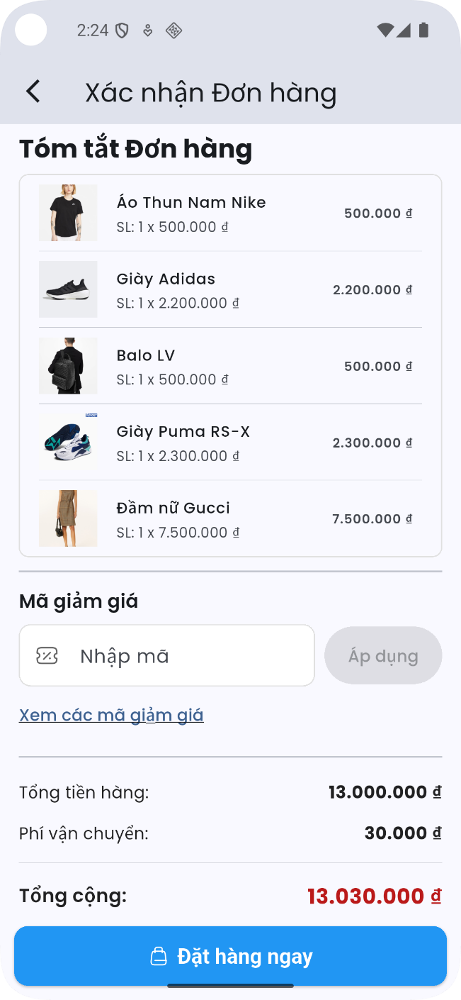 2:24
Xác nhận Đơn hàng
Tóm tắt Đơn hàng
Áo Thun Nam Nike
SL: 1 x 500.000 ₫
500.000 ₫
Giày Adidas
SL: 1 x 2.200.000 ₫
2.200.000 ₫
Balo LV
SL: 1 x 500.000 ₫
500.000 ₫
Giày Puma RS-X
SL: 1 x 2.300.000 ₫
2.300.000 ₫
Đầm nữ Gucci
SL: 1 x 7.500.000 ₫
7.500.000 ₫
Mã giảm giá
Nhập mã
Áp dụng
Xem các mã giảm giá
Tổng tiền hàng:
13.000.000 ₫
Phí vận chuyển:
30.000 ₫
Tổng cộng:
13.030.000 ₫
Đặt hàng ngay